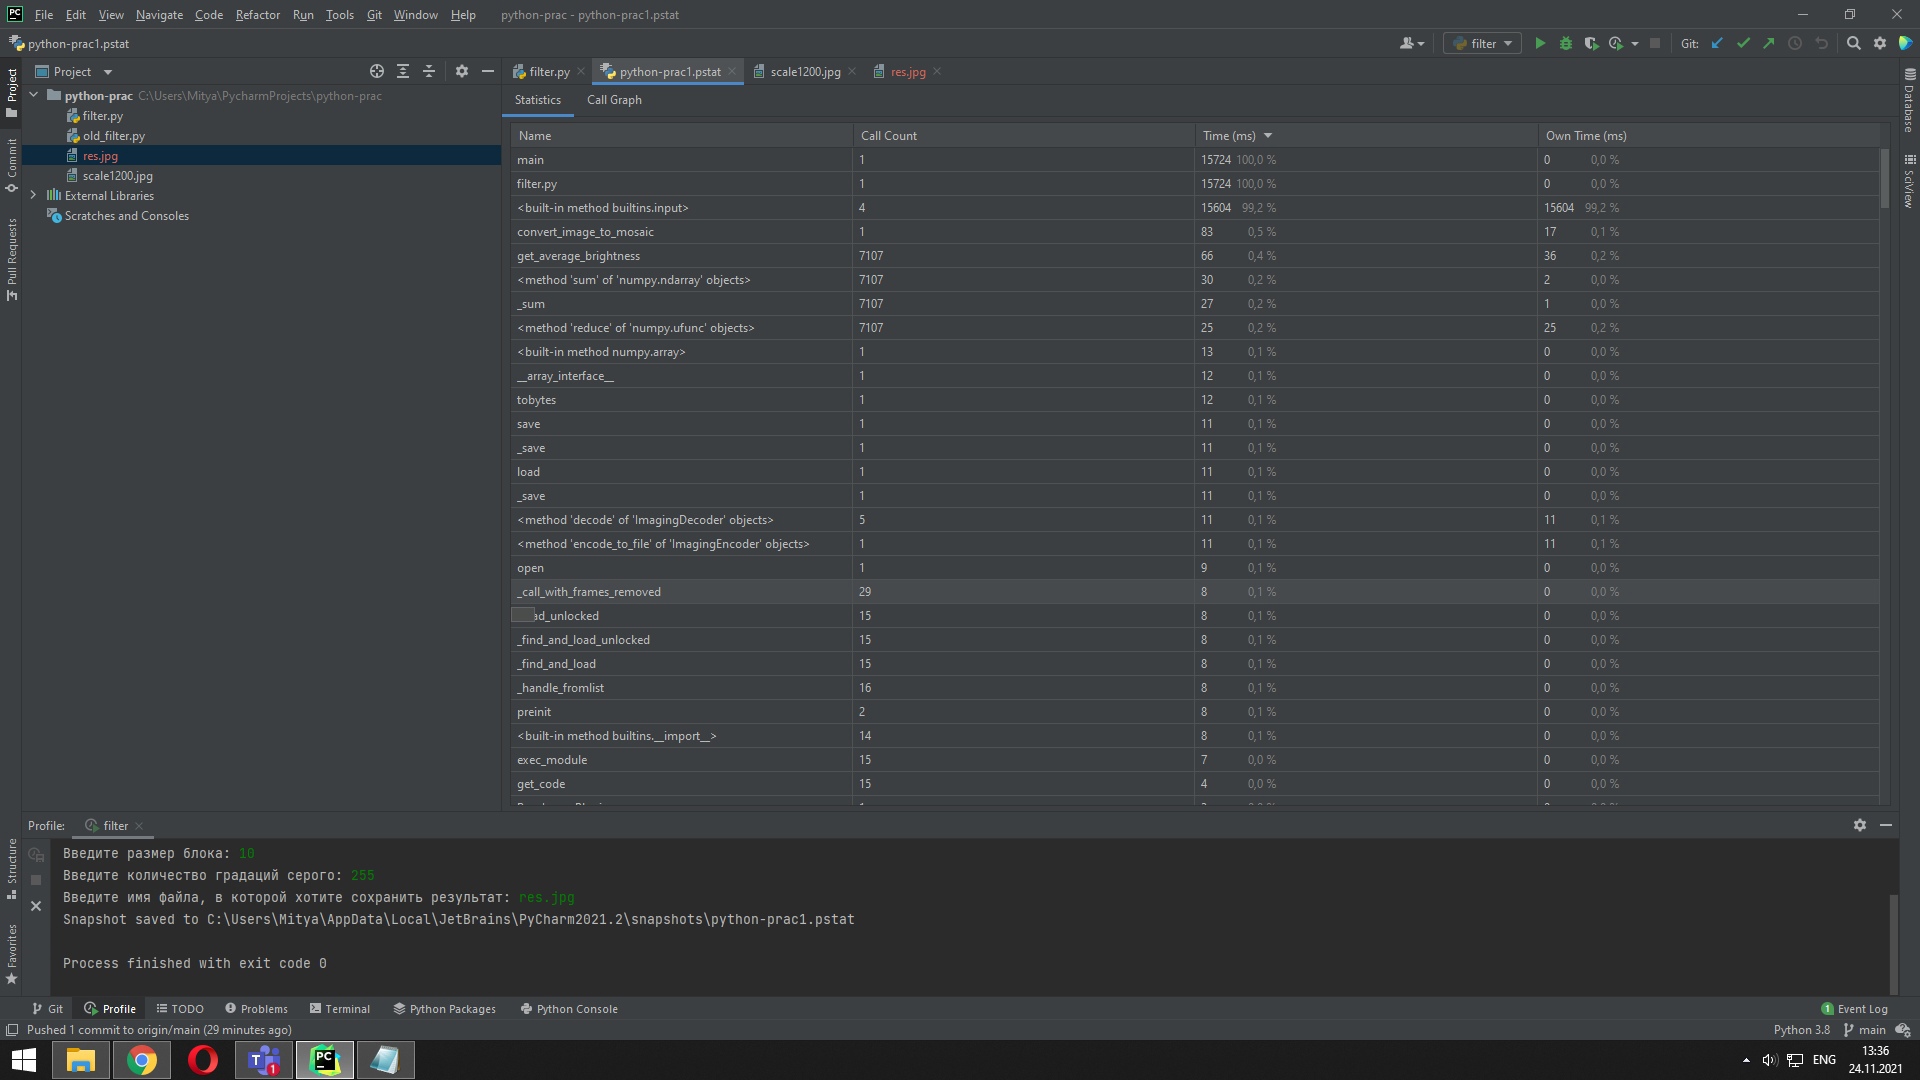 PC File Edit View Navigate Code Refactor Run Tools Git Window Help python-prac - python-prac1.pstat
python-prac1.pstat filter Git:
Project
Project
python-prac C:\Users\Mitya\PycharmProjects\python-prac
filter.py
old_filter.py
res.jpg
scale1200.jpg
External Libraries
Scratches and Consoles
Commit
Pull Requests
Structure
Favorites
Database
SciView
filter.py python-prac1.pstat scale1200.jpg res.jpg
Statistics Call Graph
Name Call Count Time (ms) Own Time (ms)
main 1 15724 100,0 % 0 0,0 %
filter.py 1 15724 100,0 % 0 0,0 %
<built-in method builtins.input> 4 15604 99,2 % 15604 99,2 %
convert_image_to_mosaic 1 83 0,5 % 17 0,1 %
get_average_brightness 7107 66 0,4 % 36 0,2 %
<method 'sum' of 'numpy.ndarray' objects> 7107 30 0,2 % 2 0,0 %
_sum 7107 27 0,2 % 1 0,0 %
<method 'reduce' of 'numpy.ufunc' objects> 7107 25 0,2 % 25 0,2 %
<built-in method numpy.array> 1 13 0,1 % 0 0,0 %
__array_interface__ 1 12 0,1 % 0 0,0 %
tobytes 1 12 0,1 % 0 0,0 %
save 1 11 0,1 % 0 0,0 %
_save 1 11 0,1 % 0 0,0 %
load 1 11 0,1 % 0 0,0 %
_save 1 11 0,1 % 0 0,0 %
<method 'decode' of 'ImagingDecoder' objects> 5 11 0,1 % 11 0,1 %
<method 'encode_to_file' of 'ImagingEncoder' objects> 1 11 0,1 % 11 0,1 %
open 1 9 0,1 % 0 0,0 %
_call_with_frames_removed 29 8 0,1 % 0 0,0 %
ad_unlocked 15 8 0,1 % 0 0,0 %
_find_and_load_unlocked 15 8 0,1 % 0 0,0 %
_find_and_load 15 8 0,1 % 0 0,0 %
_handle_fromlist 16 8 0,1 % 0 0,0 %
preinit 2 8 0,1 % 0 0,0 %
<built-in method builtins.__import__> 14 8 0,1 % 0 0,0 %
exec_module 15 7 0,0 % 0 0,0 %
get_code 15 4 0,0 % 0 0,0 %
Profile: filter
Введите размер блока: 10
Введите количество градаций серого: 255
Введите имя файла, в которой хотите сохранить результат: res.jpg
Snapshot saved to C:\Users\Mitya\AppData\Local\JetBrains\PyCharm2021.2\snapshots\python-prac1.pstat
Process finished with exit code 0
Git Profile TODO Problems Terminal Python Packages Python Console 1 Event Log
Pushed 1 commit to origin/main (29 minutes ago) Python 3.8 main
T 1 PC ENG 13:36
24.11.2021